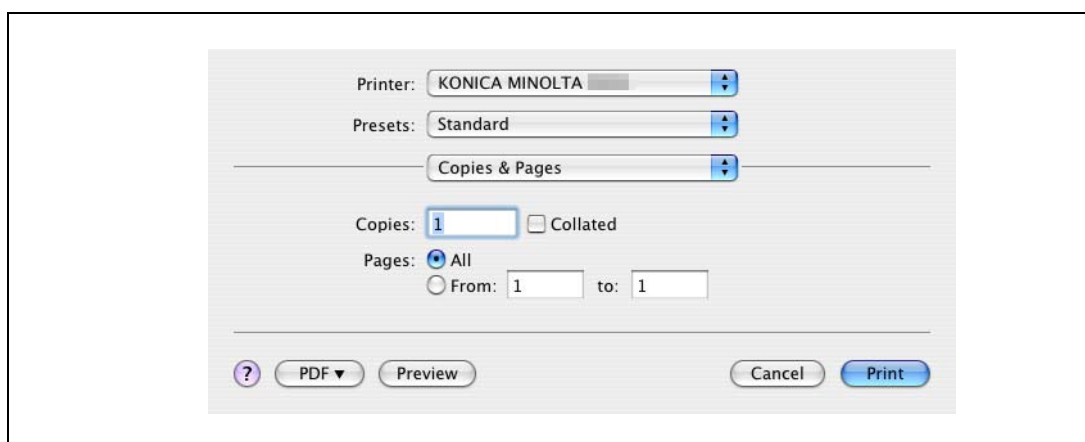 Printer: KONICA MINOLTA
Presets: Standard
Copies & Pages
Copies: 1 Collated
Pages: All
From: 1 to: 1
? PDF▼ Preview Cancel Print